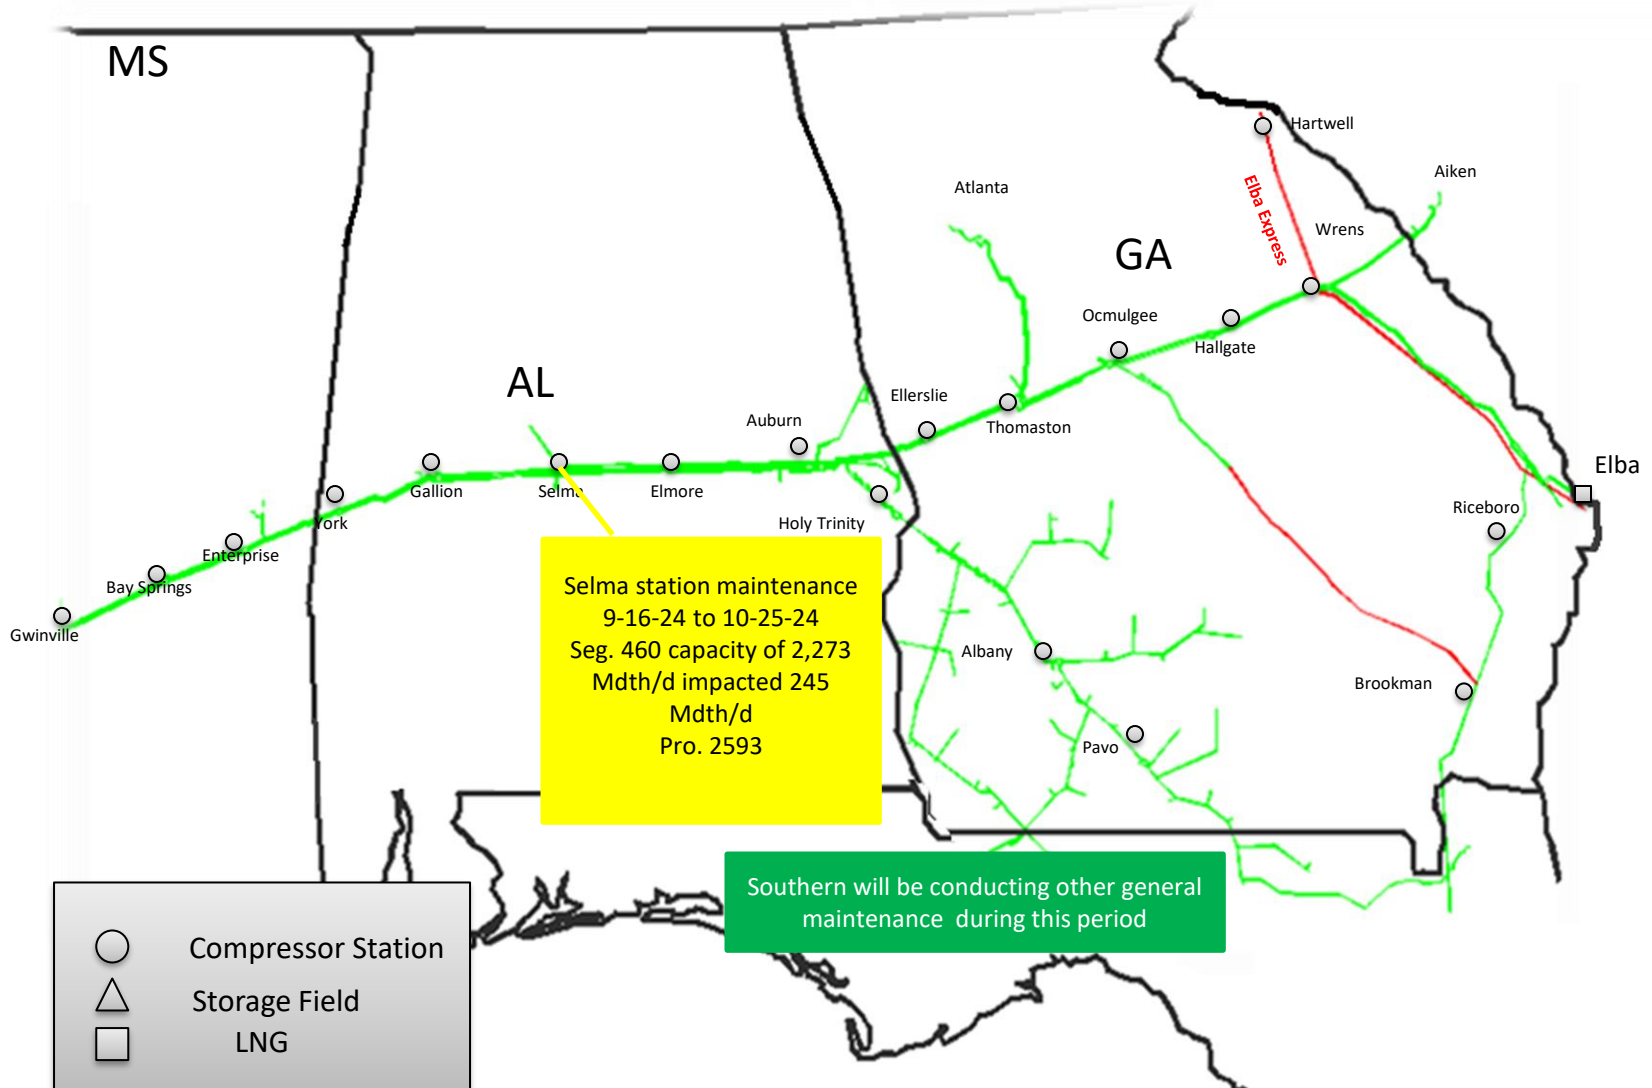 MS
Hartwell
Aiken
Atlanta
Elba Express
Wrens
GA
Ocmulgee
Hallgate
AL
Ellerslie
Auburn
Thomaston
Elba
Gallion
Selma
Elmore
Riceboro
York
Holy Trinity
Enterprise
Bay Springs
Gwinville
Selma station maintenance
9-16-24 to 10-25-24
Seg. 460 capacity of 2,273
Mdth/d impacted 245
Mdth/d
Pro. 2593
Albany
Brookman
Pavo
Southern will be conducting other general
maintenance during this period
Compressor Station
Storage Field
LNG